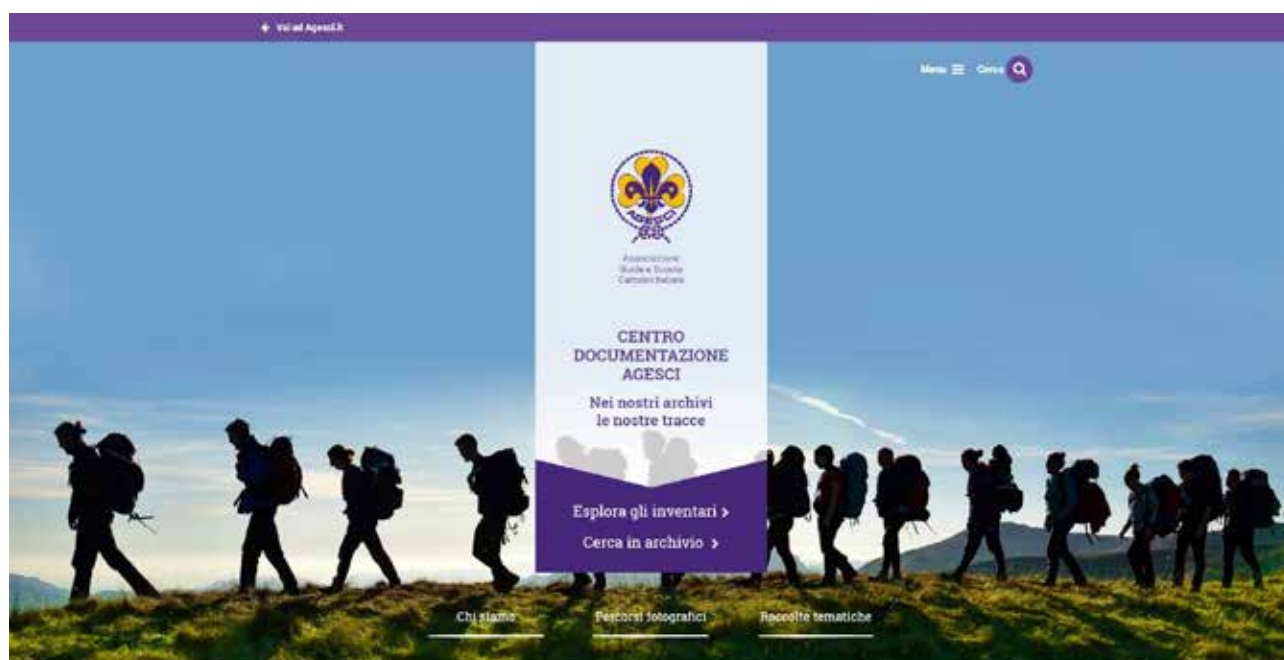 Vai ad Agesci.it
Menu
Cerca
AGESCI
Associazione
Guide e Scouts
Cattolici Italiani
CENTRO
DOCUMENTAZIONE
AGESCI
Nei nostri archivi
le nostre tracce
Esplora gli inventari >
Cerca in archivio >
Chi siamo
Percorsi fotografici
Raccolte tematiche